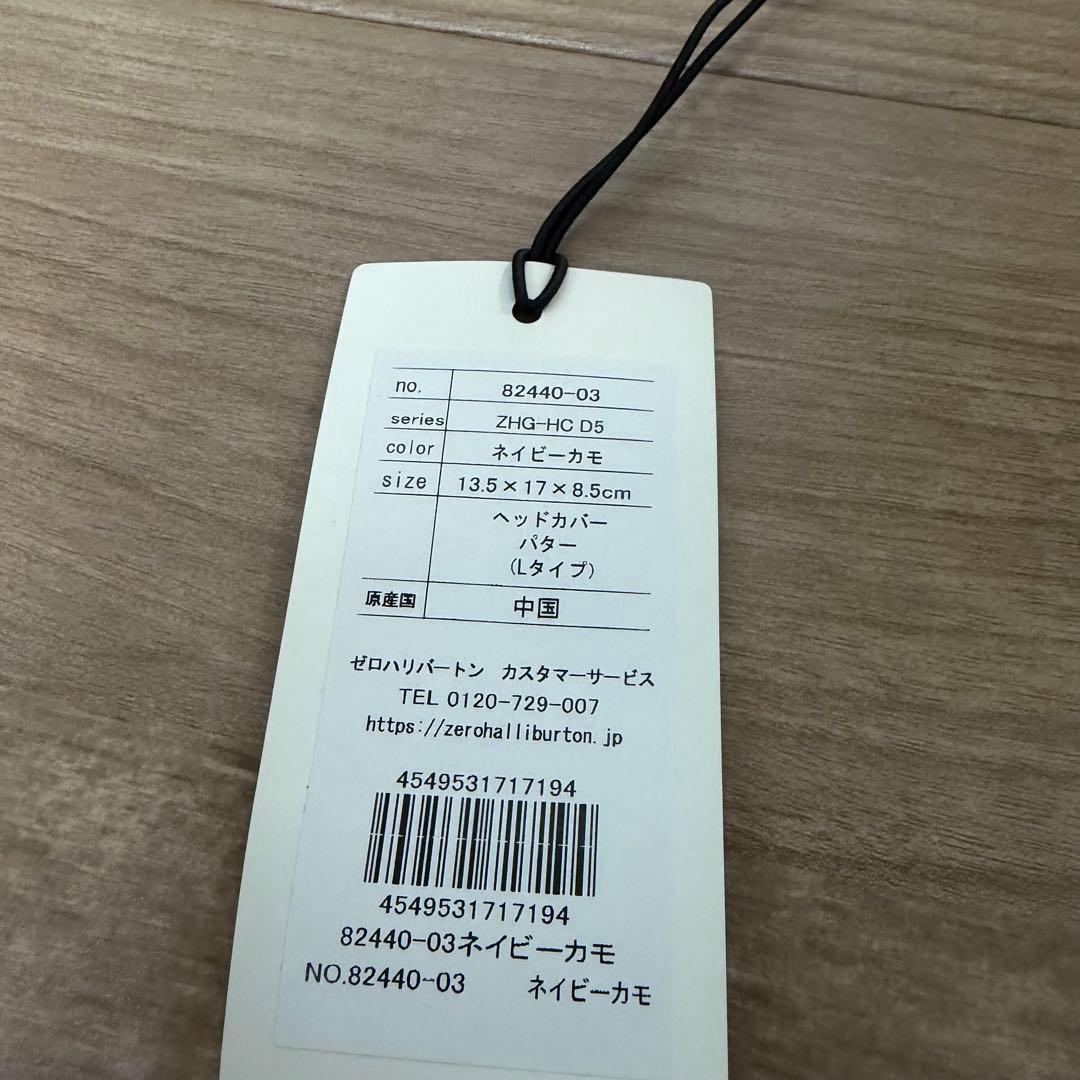 no. 82440-03
series ZHG-HC D5
color ネイビーカモ
size 13.5×17×8.5cm
ヘッドカバー
パター
(Lタイプ)
原産国 中国
ゼロハリバートン カスタマーサービス
TEL 0120-729-007
https://zerohalliburton.jp
4549531717194
4549531717194
82440-03ネイビーカモ
NO.82440-03 ネイビーカモ